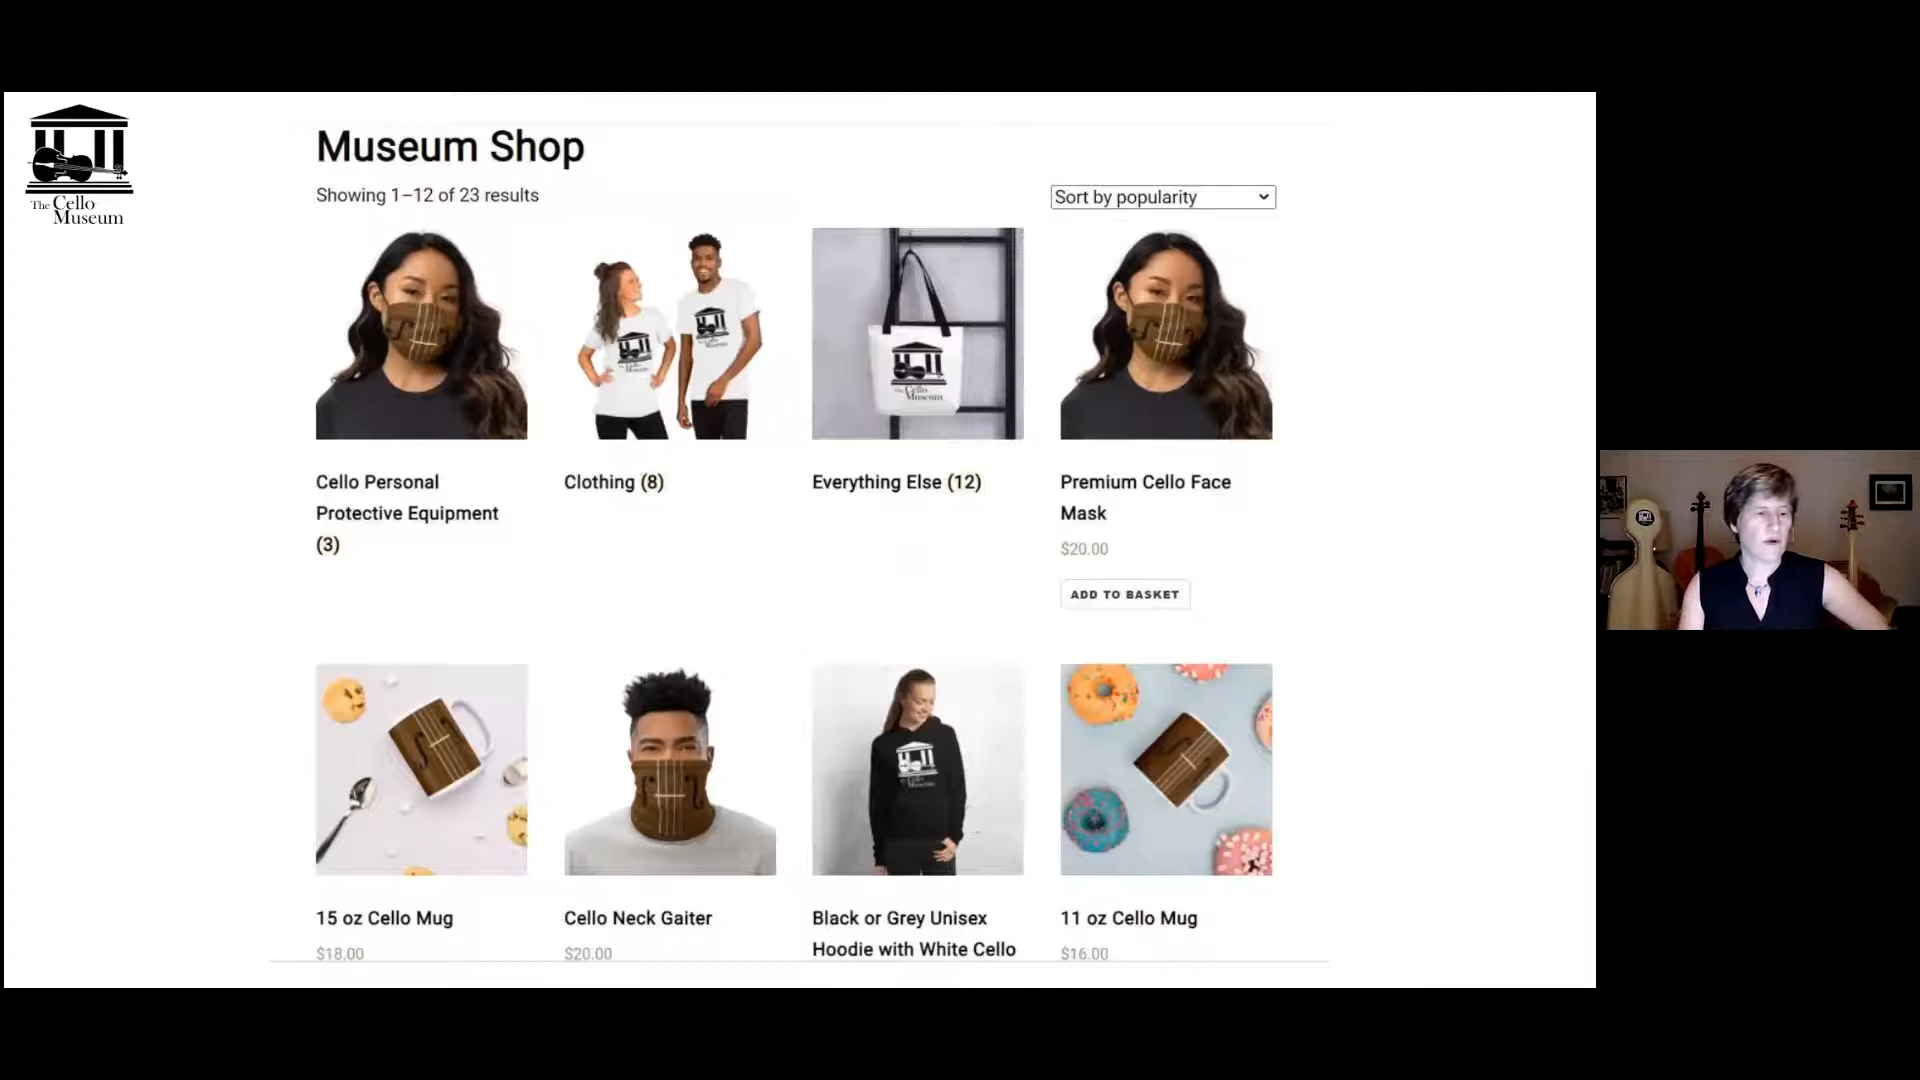 The Cello
Museum
Museum Shop
Showing 1–12 of 23 results
Sort by popularity
Cello Personal
Protective Equipment
(3)
Clothing (8)
Everything Else (12)
Premium Cello Face
Mask
$20.00
ADD TO BASKET
15 oz Cello Mug
$18.00
Cello Neck Gaiter
$20.00
Black or Grey Unisex
Hoodie with White Cello
11 oz Cello Mug
$16.00
The Cello
Museum